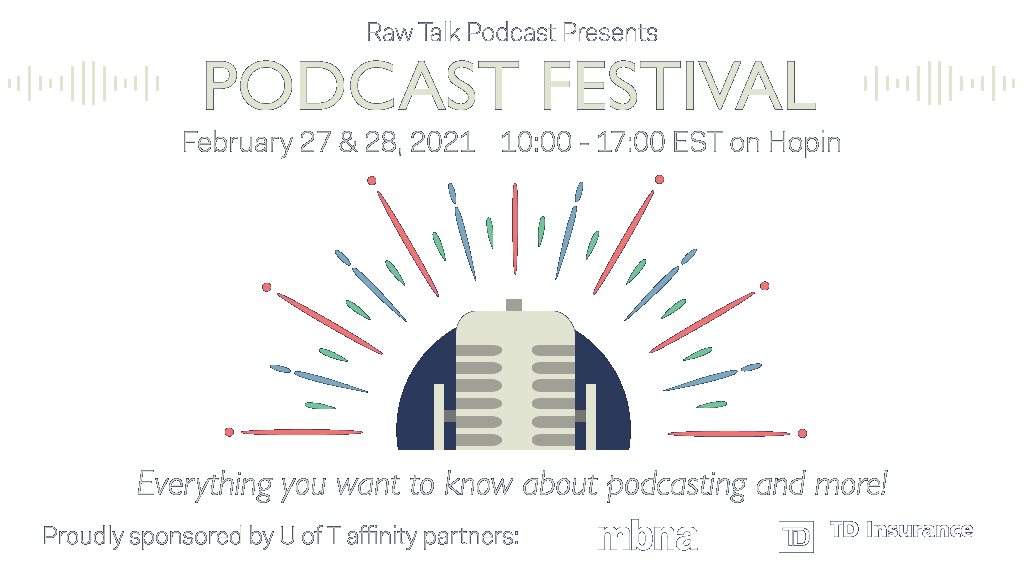 Raw Talk Podcast Presents
PODCAST FESTIVAL
February 27 & 28, 2021 10:00 - 17:00 EST on Hopin
Everything you want to know about podcasting and more!
Proudly sponsored by U of T affinity partners: mbna TD TD Insurance